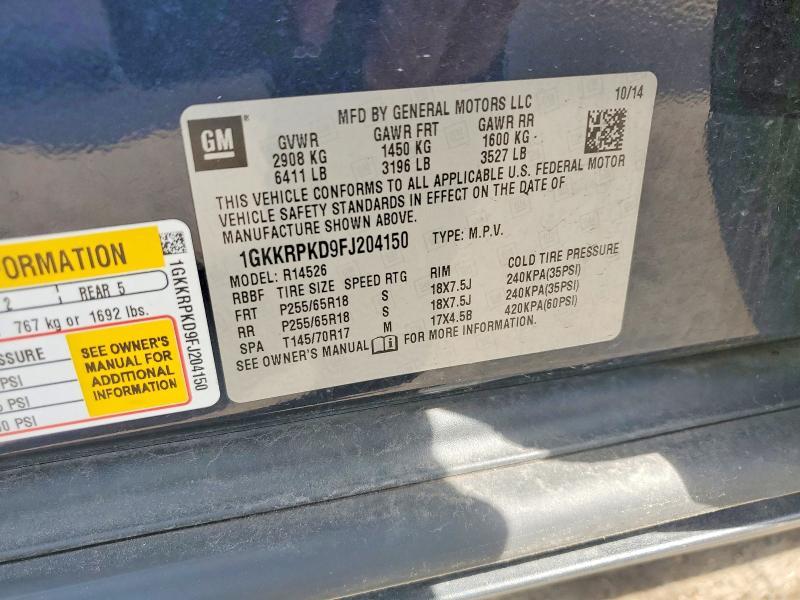 MFD BY GENERAL MOTORS LLC 10/14
GM
®
GVWR GAWR FRT GAWR RR
2908 KG 1450 KG 1600 KG
6411 LB 3196 LB 3527 LB
THIS VEHICLE CONFORMS TO ALL APPLICABLE U.S. FEDERAL MOTOR
VEHICLE SAFETY STANDARDS IN EFFECT ON THE DATE OF
MANUFACTURE SHOWN ABOVE.
1GKKRPKD9FJ204150 TYPE: M.P.V.
MODEL: R14526
RBBF TIRE SIZE SPEED RTG RIM COLD TIRE PRESSURE
FRT P255/65R18 S 18X7.5J 240KPA(35PSI)
RR P255/65R18 S 18X7.5J 240KPA(35PSI)
SPA T145/70R17 M 17X4.5B 420KPA(60PSI)
SEE OWNER'S MANUAL FOR MORE INFORMATION.
ORMATION
2 REAR 5
767 kg or 1692 lbs.
SSURE
PSI
PSI
PSI
SEE OWNER'S
MANUAL FOR
ADDITIONAL
INFORMATION
1GKKRPKD9FJ204150